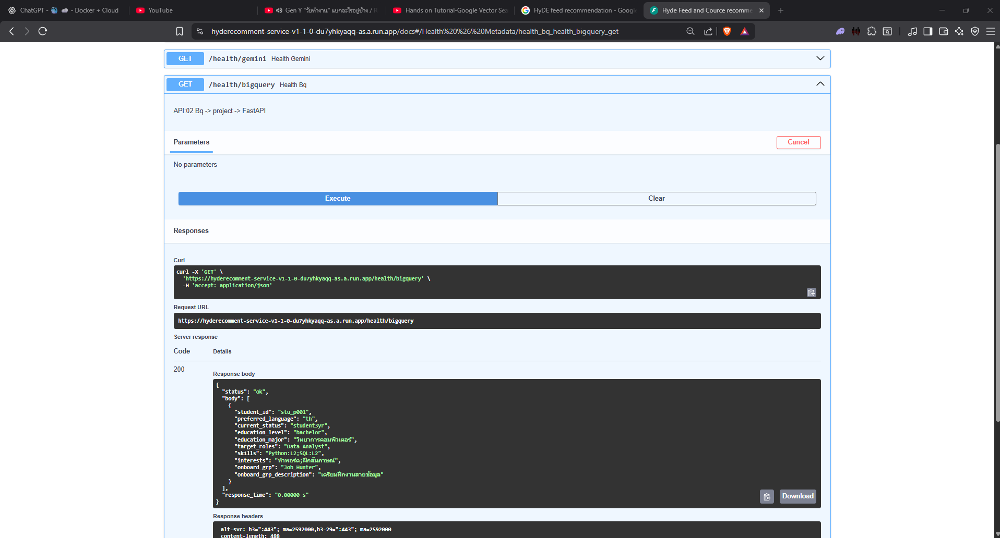 ChatGPT - 🐳 ☁️ - Docker + Cloud
YouTube
Gen Y "วัยทำงาน" แบกอะไรอยู่บ้าง / R
Hands on Tutorial-Google Vector Sea
HyDE feed recommendation - Google
Hyde Feed and Cource recomme
hyderecomment-service-v1-1-0-du7yhkyaqq-as.a.run.app/docs#/Health%20%26%20Metadata/health_bq_health_bigquery_get
GET /health/gemini Health Gemini
GET /health/bigquery Health Bq
API:02 Bq -> project -> FastAPI
Parameters
Cancel
No parameters
Execute
Clear
Responses
Curl
curl -X 'GET' \
'https://hyderecomment-service-v1-1-0-du7yhkyaqq-as.a.run.app/health/bigquery' \
-H 'accept: application/json'
Request URL
https://hyderecomment-service-v1-1-0-du7yhkyaqq-as.a.run.app/health/bigquery
Server response
Code Details
200
Response body
{
"status": "ok",
"body": [
{
"student_id": "stu_p001",
"preferred_language": "th",
"current_status": "student3yr",
"education_level": "bachelor",
"education_major": "วิทยาการคอมพิวเตอร์",
"target_roles": "Data Analyst",
"skills": "Python:L2;SQL:L2",
"interests": "ทำพอร์ต;ฝึกสัมภาษณ์",
"onboard_grp": "Job_Hunter",
"onboard_grp_description": "เตรียมฝึกงานสายข้อมูล"
}
],
"response_time": "0.00000 s"
}
Download
Response headers
alt-svc: h3=":443"; ma=2592000,h3-29=":443"; ma=2592000
content-length: 488